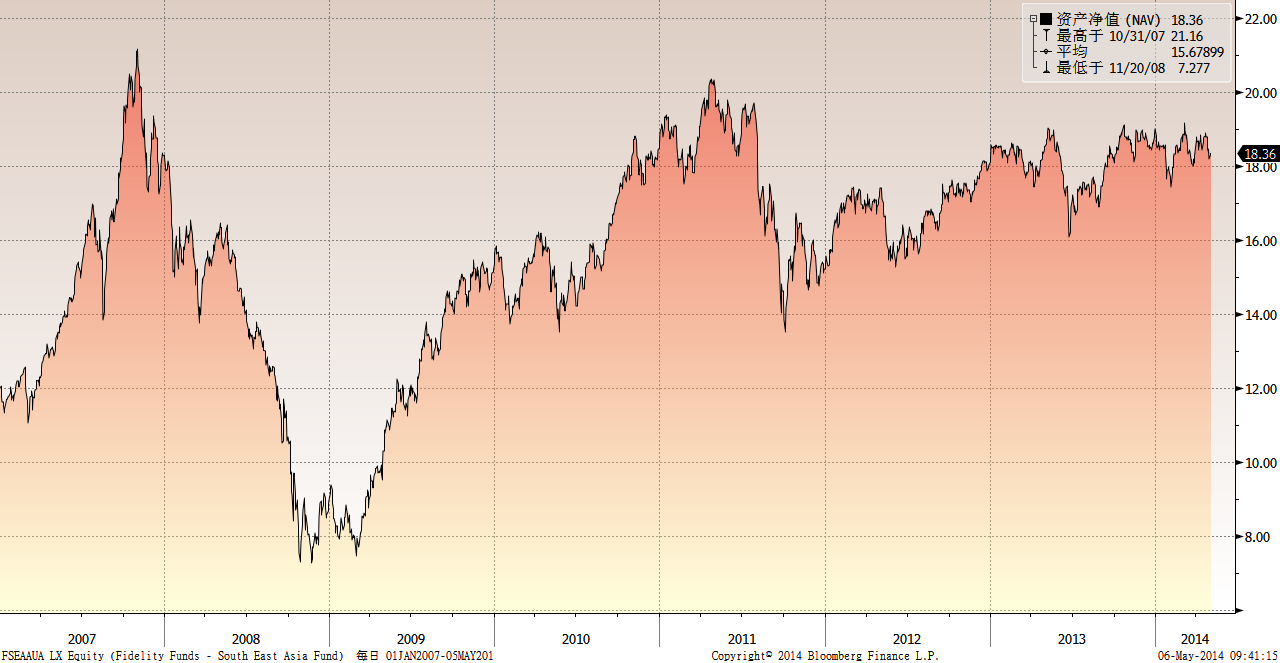 资产净值 (NAV) 18.36
最高于 10/31/07 21.16
平均 15.67899
最低于 11/20/08 7.277
22.00
20.00
18.36
18.00
16.00
14.00
12.00
10.00
8.00
2007 2008 2009 2010 2011 2012 2013 2014
FSEAAUA LX Equity (Fidelity Funds - South East Asia Fund) 每日 01JAN2007-05MAY201 Copyright© 2014 Bloomberg Finance L.P. 06-May-2014 09:41:15